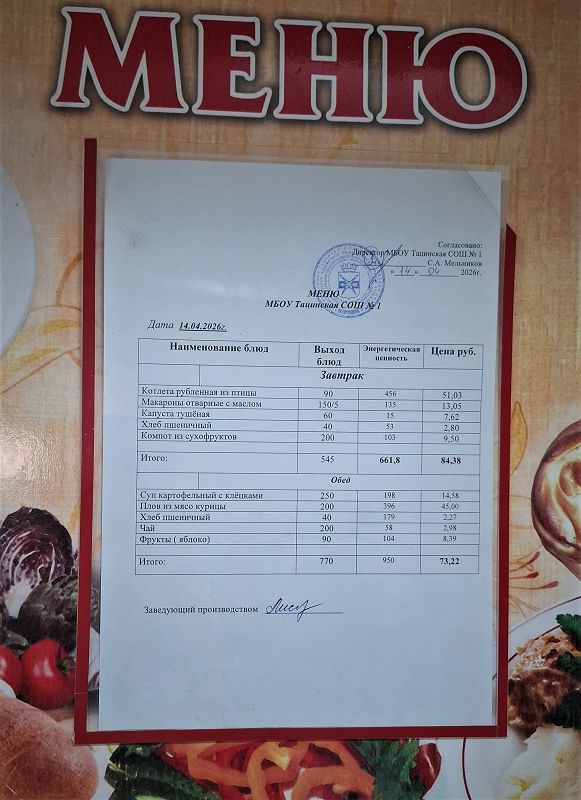 МЕНЮ
Согласовано:
Директор МБОУ Тацинская СОШ № 1
С.А. Мельников
« 14 » 04 2026г.
МЕНЮ
МБОУ Тацинская СОШ № 1
Дата 14.04.2026г.
Наименование блюд Выход блюд Энергетическая ценность Цена руб.
Завтрак
Котлета рубленная из птицы 90 456 51,03
Макароны отварные с маслом 150/5 135 13,05
Капуста тушёная 60 15 7,62
Хлеб пшеничный 40 53 2,80
Компот из сухофруктов 200 103 9,50
Итого: 545 661,8 84,38
Обед
Суп картофельный с клёцками 250 198 14,58
Плов из мясо курицы 200 396 45,00
Хлеб пшеничный 40 179 2,27
Чай 200 58 2,98
Фрукты ( яблоко) 90 104 8,39
Итого: 770 950 73,22
Заведующий производством